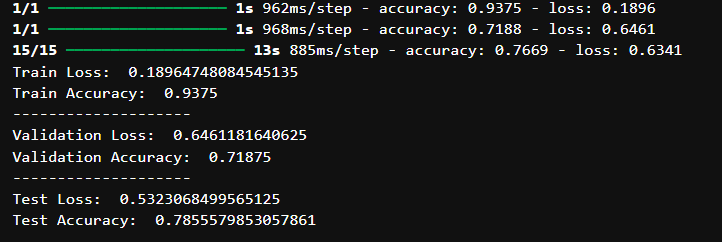 1/1 ━━━━━━━━━━━━━━━━━━━━ 1s 962ms/step - accuracy: 0.9375 - loss: 0.1896
1/1 ━━━━━━━━━━━━━━━━━━━━ 1s 968ms/step - accuracy: 0.7188 - loss: 0.6461
15/15 ━━━━━━━━━━━━━━━━━━━━ 13s 885ms/step - accuracy: 0.7669 - loss: 0.6341
Train Loss:  0.18964748084545135
Train Accuracy:  0.9375
--------------------
Validation Loss:  0.6461181640625
Validation Accuracy:  0.71875
--------------------
Test Loss:  0.5323068499565125
Test Accuracy:  0.7855579853057861